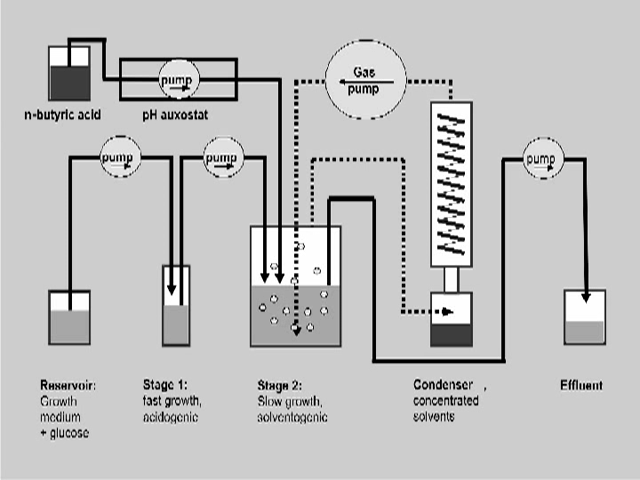 Gas
pump
pump
n-butyric acid
pH auxostat
pump
pump
pump
Reservoir:
Growth
medium
+ glucose
Stage 1:
fast growth,
acidogenic
Stage 2:
Slow growth,
solventogenic
Condenser ,
concentrated
solvents
Effluent